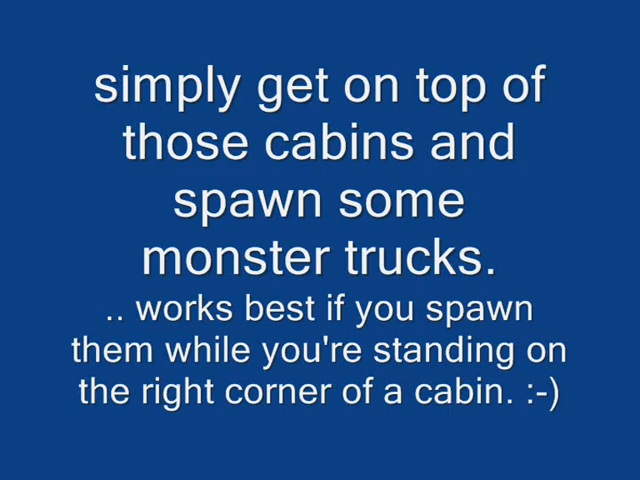 simply get on top of
those cabins and
spawn some
monster trucks.
.. works best if you spawn
them while you're standing on
the right corner of a cabin. :-)